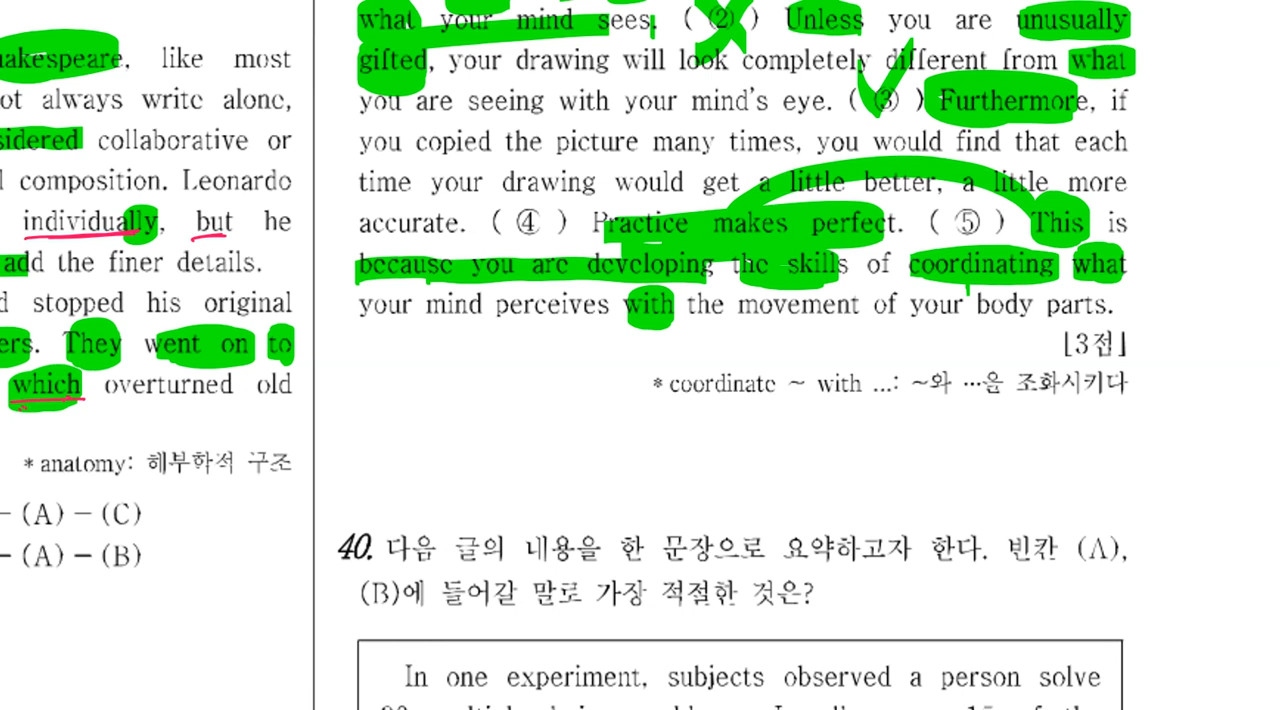 akespeare, like most
ot always write alone,
sidered collaborative or
l composition. Leonardo
individually, but he
add the finer details.
d stopped his original
ers. They went on to
which overturned old
* anatomy: 해부학적 구조
– (A) – (C)
– (A) – (B)
what your mind sees. ( ② ) Unless you are unusually
gifted, your drawing will look completely different from what
you are seeing with your mind's eye. ( ③ ) Furthermore, if
you copied the picture many times, you would find that each
time your drawing would get a little better, a little more
accurate. ( ④ ) Practice makes perfect. ( ⑤ ) This is
because you are developing the skills of coordinating what
your mind perceives with the movement of your body parts.
[3점]
* coordinate ~ with ...: ~와 …을 조화시키다
40. 다음 글의 내용을 한 문장으로 요약하고자 한다. 빈칸 (A),
(B)에 들어갈 말로 가장 적절한 것은?
In one experiment, subjects observed a person solve